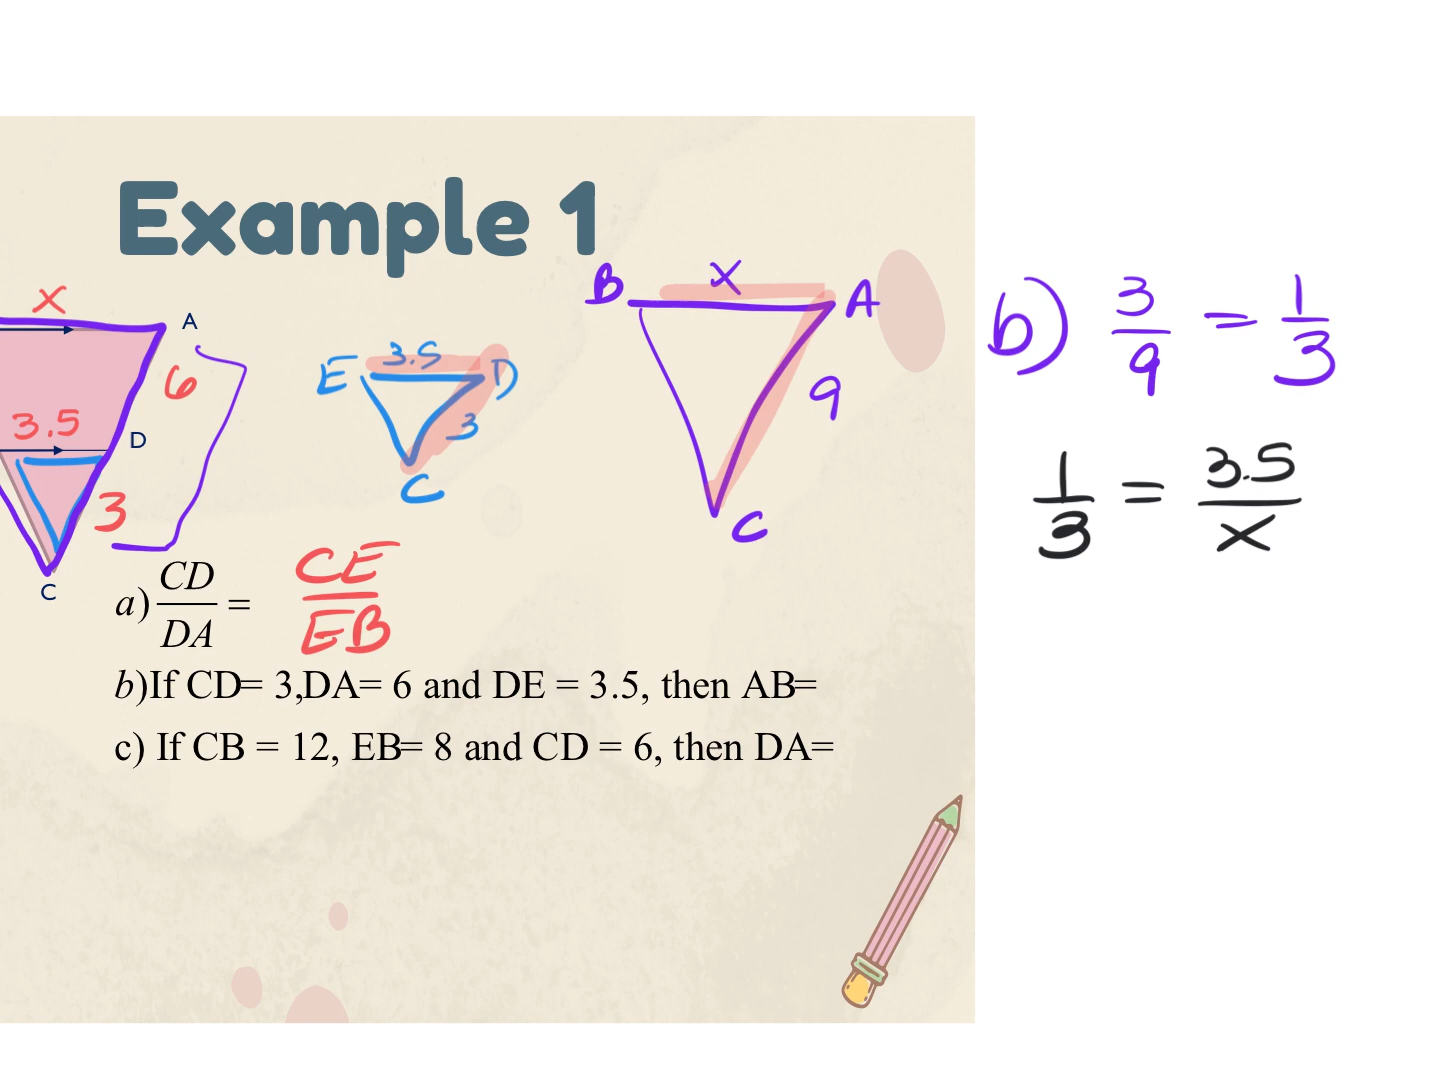 Example 1
x
A
6
3.5
D
3
C
E 3.5 D
3
C
B x A
9
C
a) CD/DA = CE/EB
b)If CD= 3,DA= 6 and DE = 3.5, then AB=
c) If CB = 12, EB= 8 and CD = 6, then DA=
b) 3/9 = 1/3
1/3 = 3.5/x